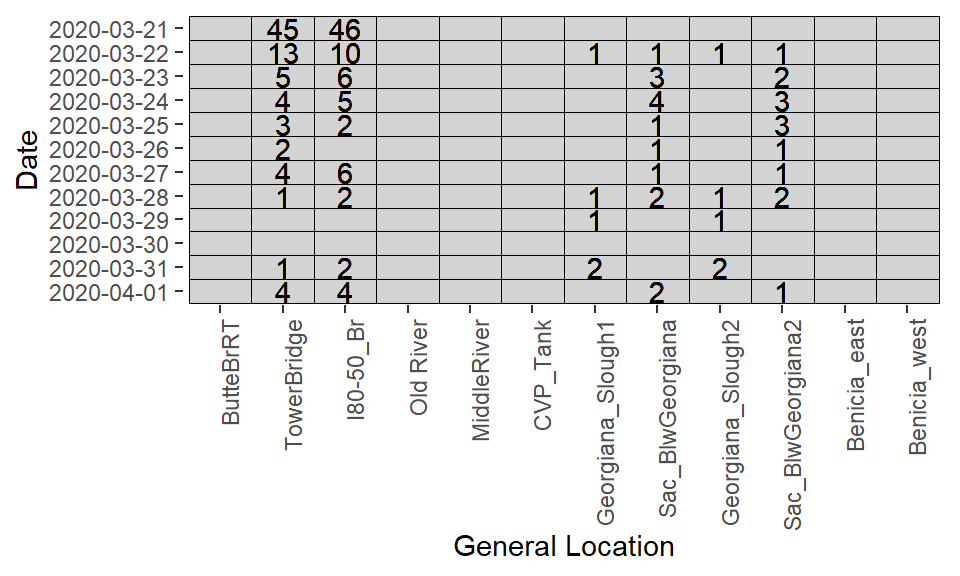 2020-03-21 45 46
2020-03-22 13 10 1 1 1 1
2020-03-23 5 6 3 2
2020-03-24 4 5 4 3
2020-03-25 3 2 1 3
2020-03-26 2 1 1
2020-03-27 4 6 1 1
2020-03-28 1 2 1 2 1 2
2020-03-29 1 1
2020-03-30
2020-03-31 1 2 2 2
2020-04-01 4 4 2 1
Date
ButteBrRT
TowerBridge
I80-50_Br
Old River
MiddleRiver
CVP_Tank
Georgiana_Slough1
Sac_BlwGeorgiana
Georgiana_Slough2
Sac_BlwGeorgiana2
Benicia_east
Benicia_west
General Location